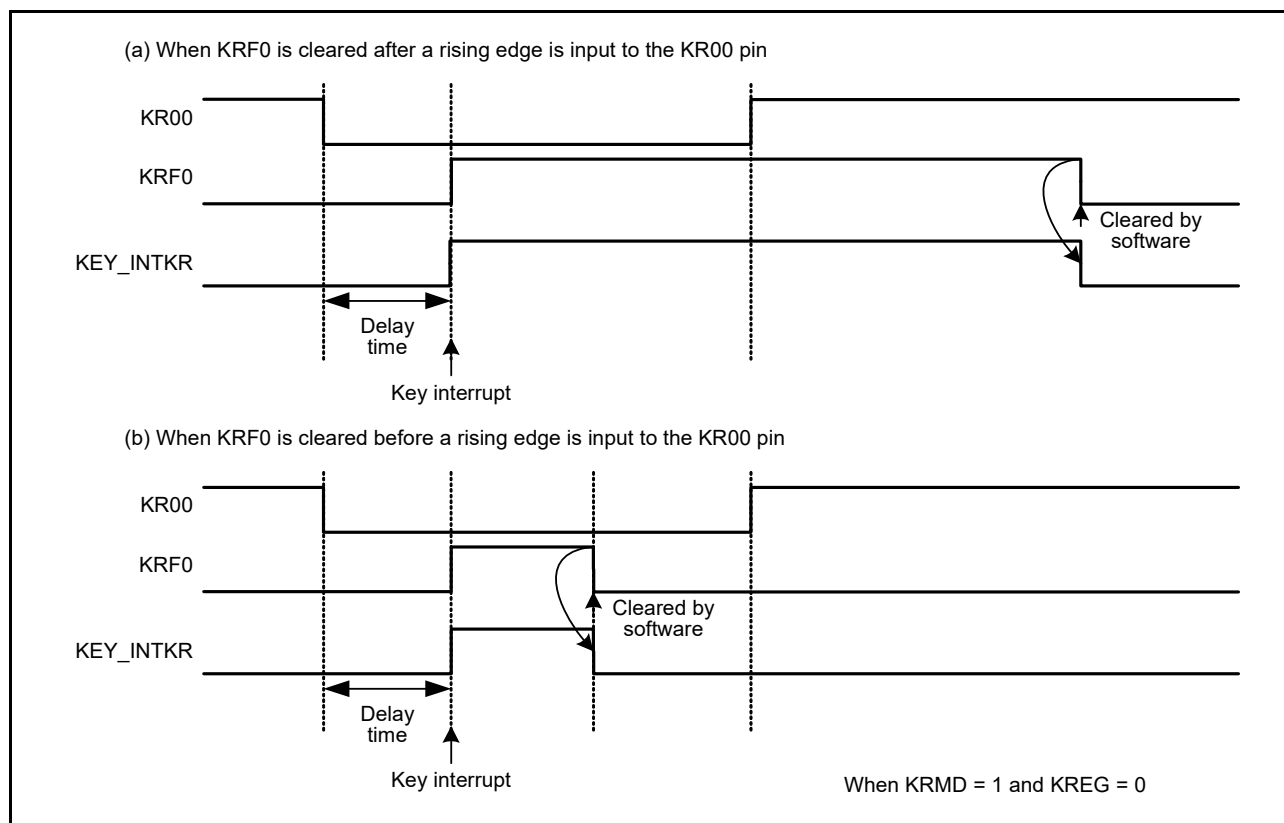 (a) When KRF0 is cleared after a rising edge is input to the KR00 pin
KR00
KRF0
Cleared by
software
KEY_INTKR
Delay
time
Key interrupt
(b) When KRF0 is cleared before a rising edge is input to the KR00 pin
KR00
KRF0
Cleared by
software
KEY_INTKR
Delay
time
Key interrupt
When KRMD = 1 and KREG = 0